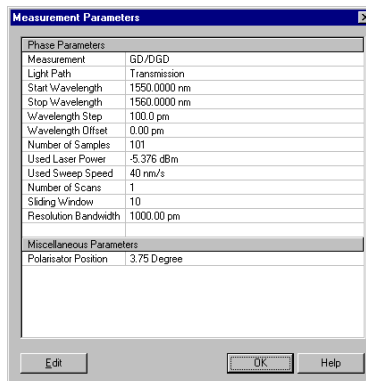 Measurement Parameters
Phase Parameters
Measurement GD/DGD
Light Path Transmission
Start Wavelength 1550.0000 nm
Stop Wavelength 1560.0000 nm
Wavelength Step 100.0 pm
Wavelength Offset 0.00 pm
Number of Samples 101
Used Laser Power -5.376 dBm
Used Sweep Speed 40 nm/s
Number of Scans 1
Sliding Window 10
Resolution Bandwidth 1000.00 pm
Miscellaneous Parameters
Polarisator Position 3.75 Degree
Edit OK Help